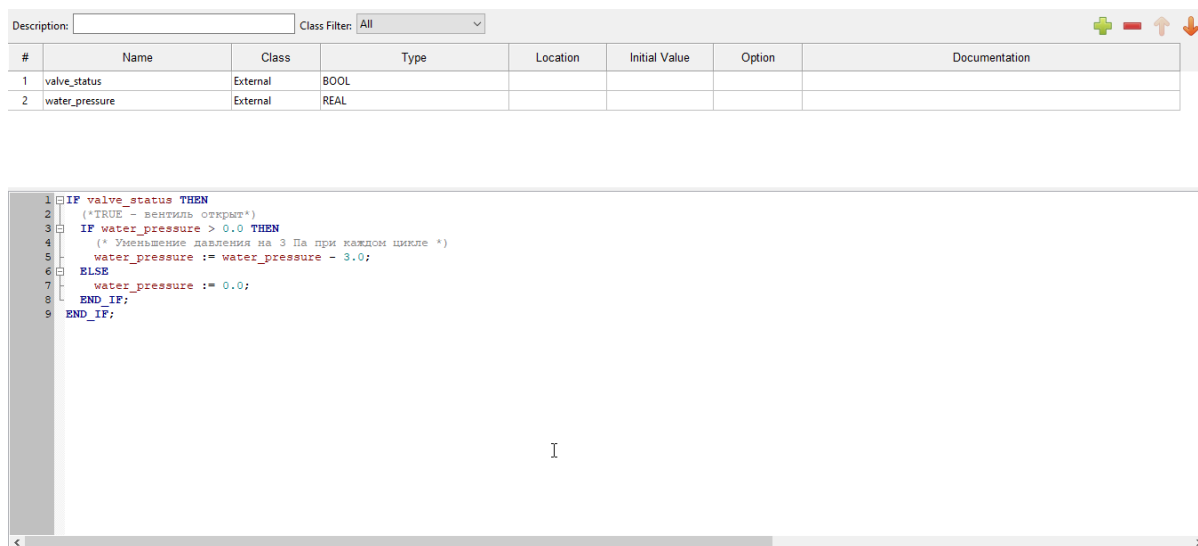 Description: Class Filter: All
# Name Class Type Location Initial Value Option Documentation
1 valve_status External BOOL
2 water_pressure External REAL
1 IF valve_status THEN
2 (*TRUE - вентиль открыт*)
3 IF water_pressure > 0.0 THEN
4 (* Уменьшение давления на 3 Па при каждом цикле *)
5 water_pressure := water_pressure - 3.0;
6 ELSE
7 water_pressure := 0.0;
8 END_IF;
9 END_IF;